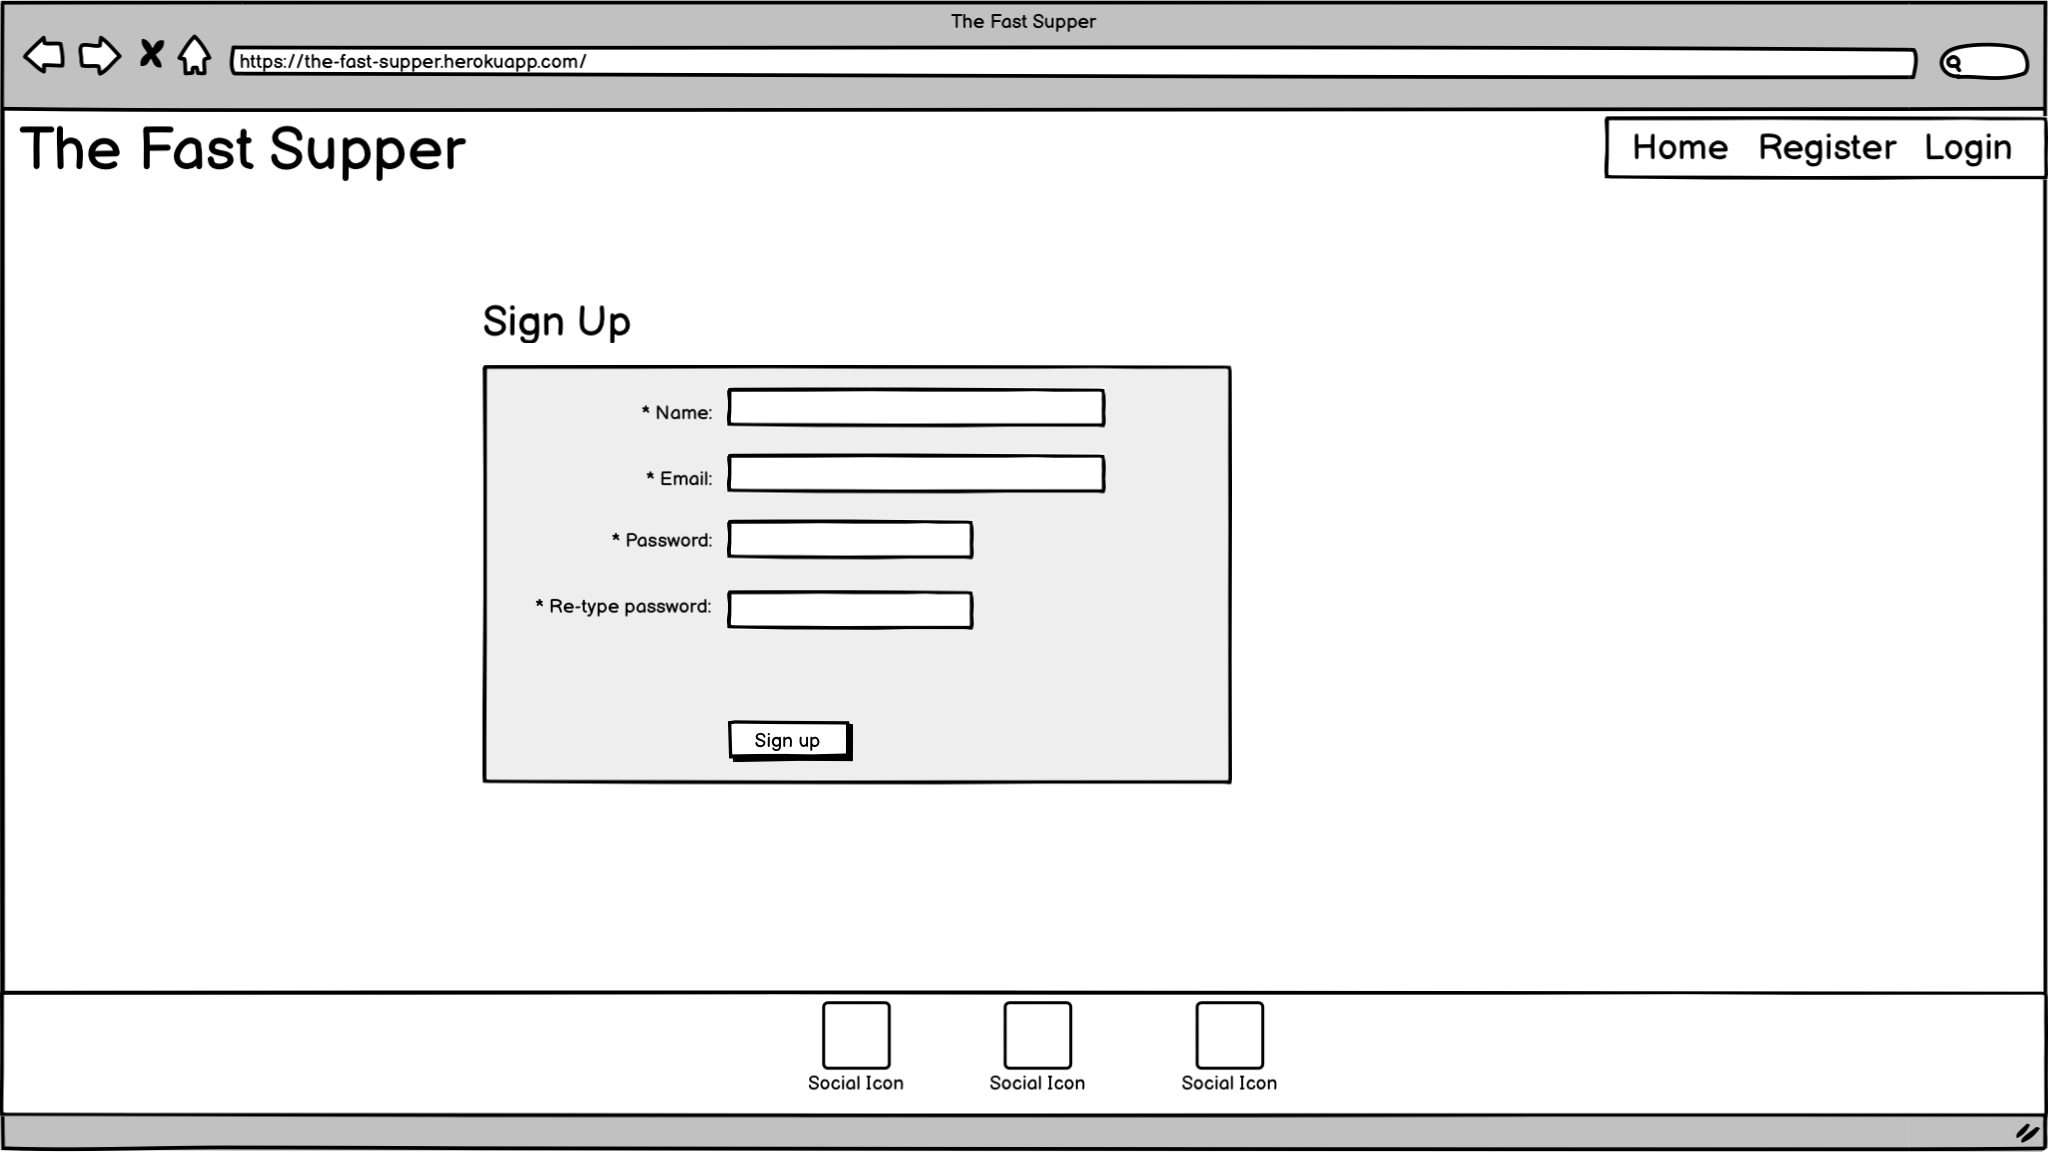 The Fast Supper
https://the-fast-supper.herokuapp.com/
The Fast Supper
Home Register Login
Sign Up
* Name:
* Email:
* Password:
* Re-type password:
Sign up
Social Icon Social Icon Social Icon